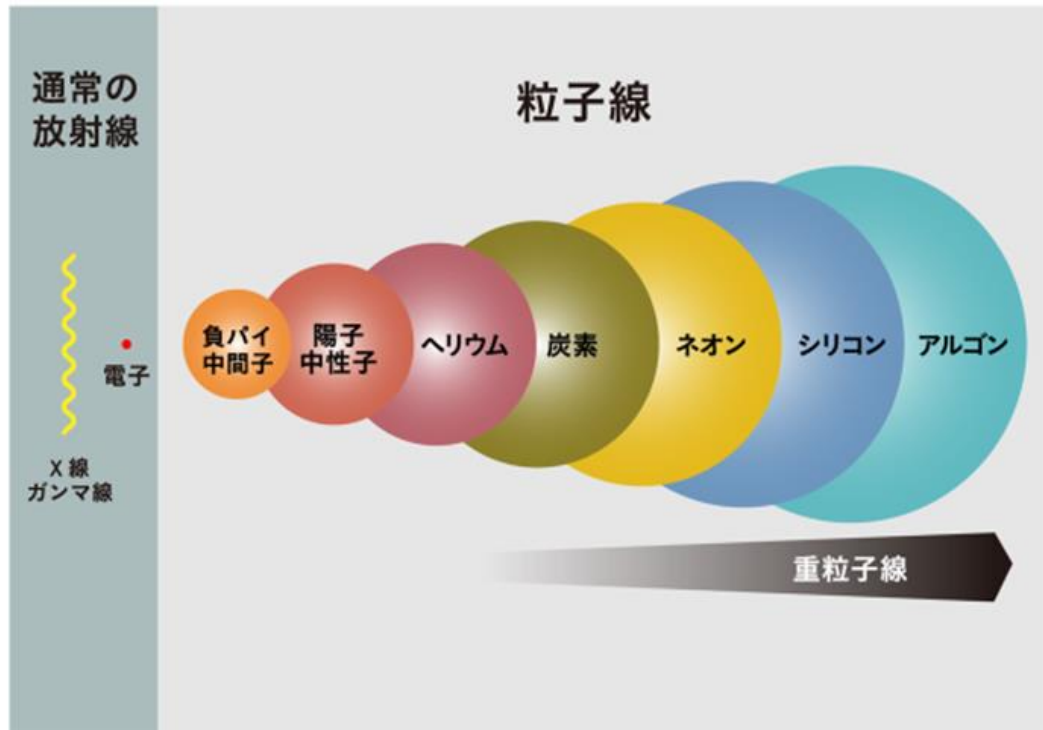 通常の
放射線
粒子線
電子
X線
ガンマ線
負パイ
中間子
陽子
中性子
ヘリウム
炭素
ネオン
シリコン
アルゴン
重粒子線